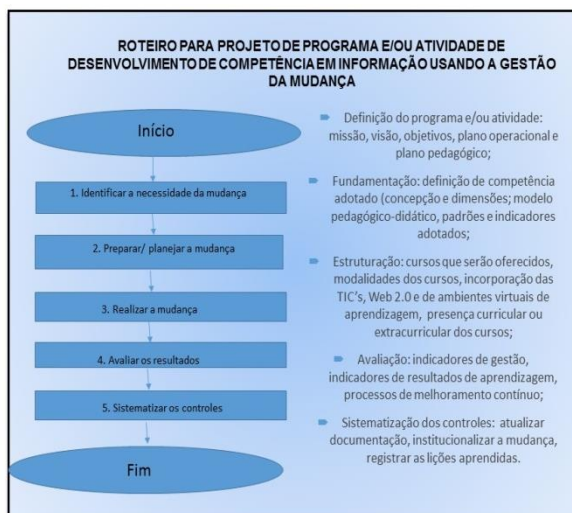 ROTEIRO PARA PROJETO DE PROGRAMA E/OU ATIVIDADE DE
DESENVOLVIMENTO DE COMPETÊNCIA EM INFORMAÇÃO USANDO A GESTÃO
DA MUDANÇA
Início
1. Identificar a necessidade da mudança
2. Preparar/ planejar a mudança
3. Realizar a mudança
4. Avaliar os resultados
5. Sistematizar os controles
Fim
Definição do programa e/ou atividade:
missão, visão, objetivos, plano operacional e
plano pedagógico;
Fundamentação: definição de competência
adotado (concepção e dimensões; modelo
pedagógico-didático, padrões e indicadores
adotados;
Estruturação: cursos que serão oferecidos,
modalidades dos cursos, incorporação das
TIC's, Web 2.0 e de ambientes virtuais de
aprendizagem, presença curricular ou
extracurricular dos cursos;
Avaliação: indicadores de gestão,
indicadores de resultados de aprendizagem,
processos de melhoramento contínuo;
Sistematização dos controles: atualizar
documentação, institucionalizar a mudança,
registrar as lições aprendidas.